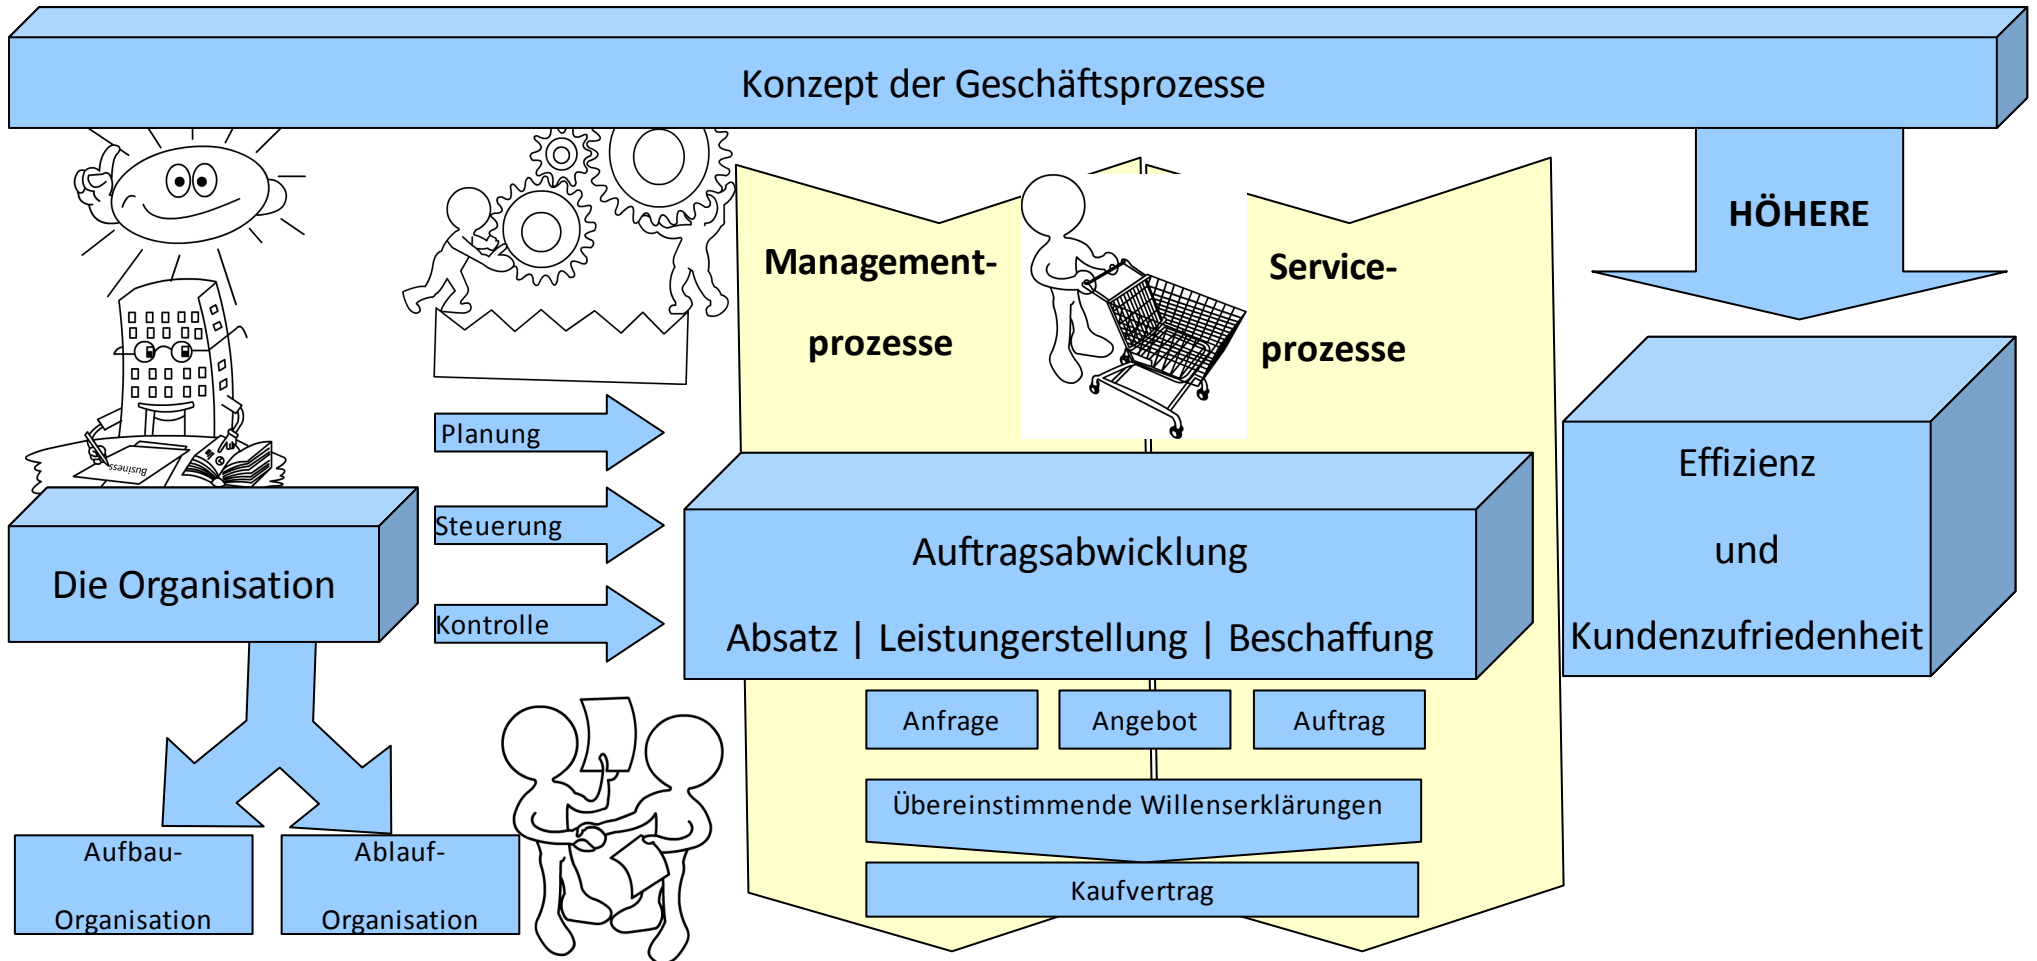 Konzept der Geschäftsprozesse
HÖHERE
Management-
prozesse
Service-
prozesse
Business
Planung
Steuerung
Kontrolle
Die Organisation
Auftragsabwicklung
Absatz | Leistungerstellung | Beschaffung
Effizienz
und
Kundenzufriedenheit
Anfrage
Angebot
Auftrag
Übereinstimmende Willenserklärungen
Kaufvertrag
Aufbau-
Organisation
Ablauf-
Organisation